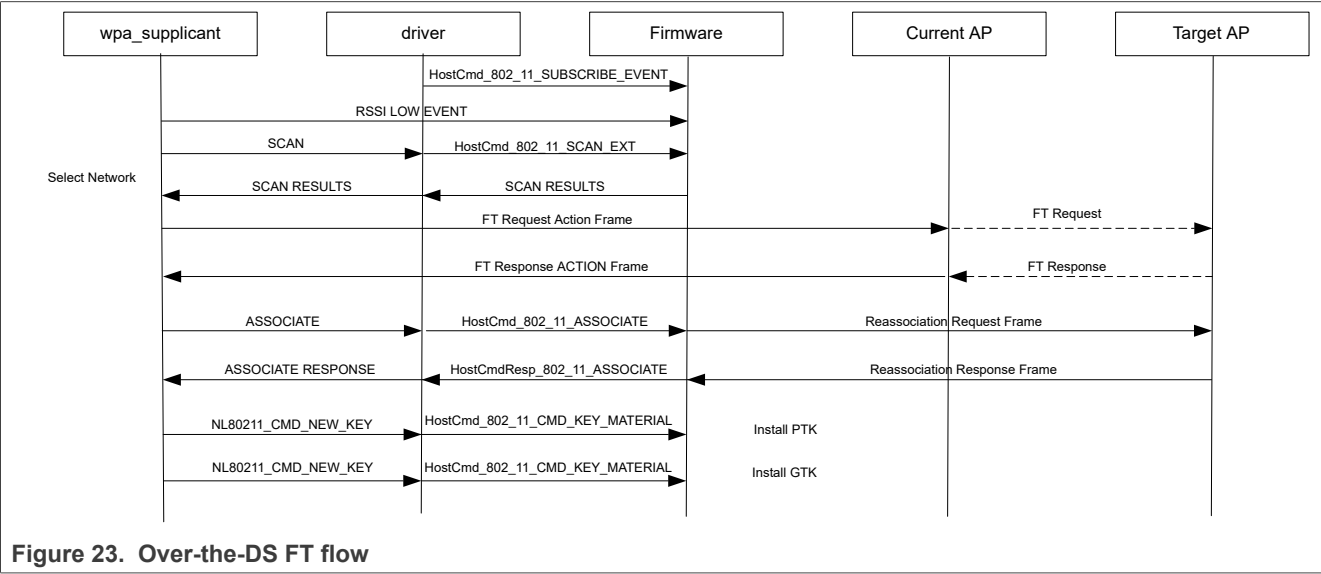 wpa_supplicant
driver
Firmware
Current AP
Target AP
HostCmd_802_11_SUBSCRIBE_EVENT
RSSI LOW EVENT
SCAN
HostCmd_802_11_SCAN_EXT
Select Network
SCAN RESULTS
SCAN RESULTS
FT Request Action Frame
FT Request
FT Response ACTION Frame
FT Response
ASSOCIATE
HostCmd_802_11_ASSOCIATE
Reassociation Request Frame
ASSOCIATE RESPONSE
HostCmdResp_802_11_ASSOCIATE
Reassociation Response Frame
NL80211_CMD_NEW_KEY
HostCmd_802_11_CMD_KEY_MATERIAL
Install PTK
NL80211_CMD_NEW_KEY
HostCmd_802_11_CMD_KEY_MATERIAL
Install GTK
Figure 23. Over-the-DS FT flow